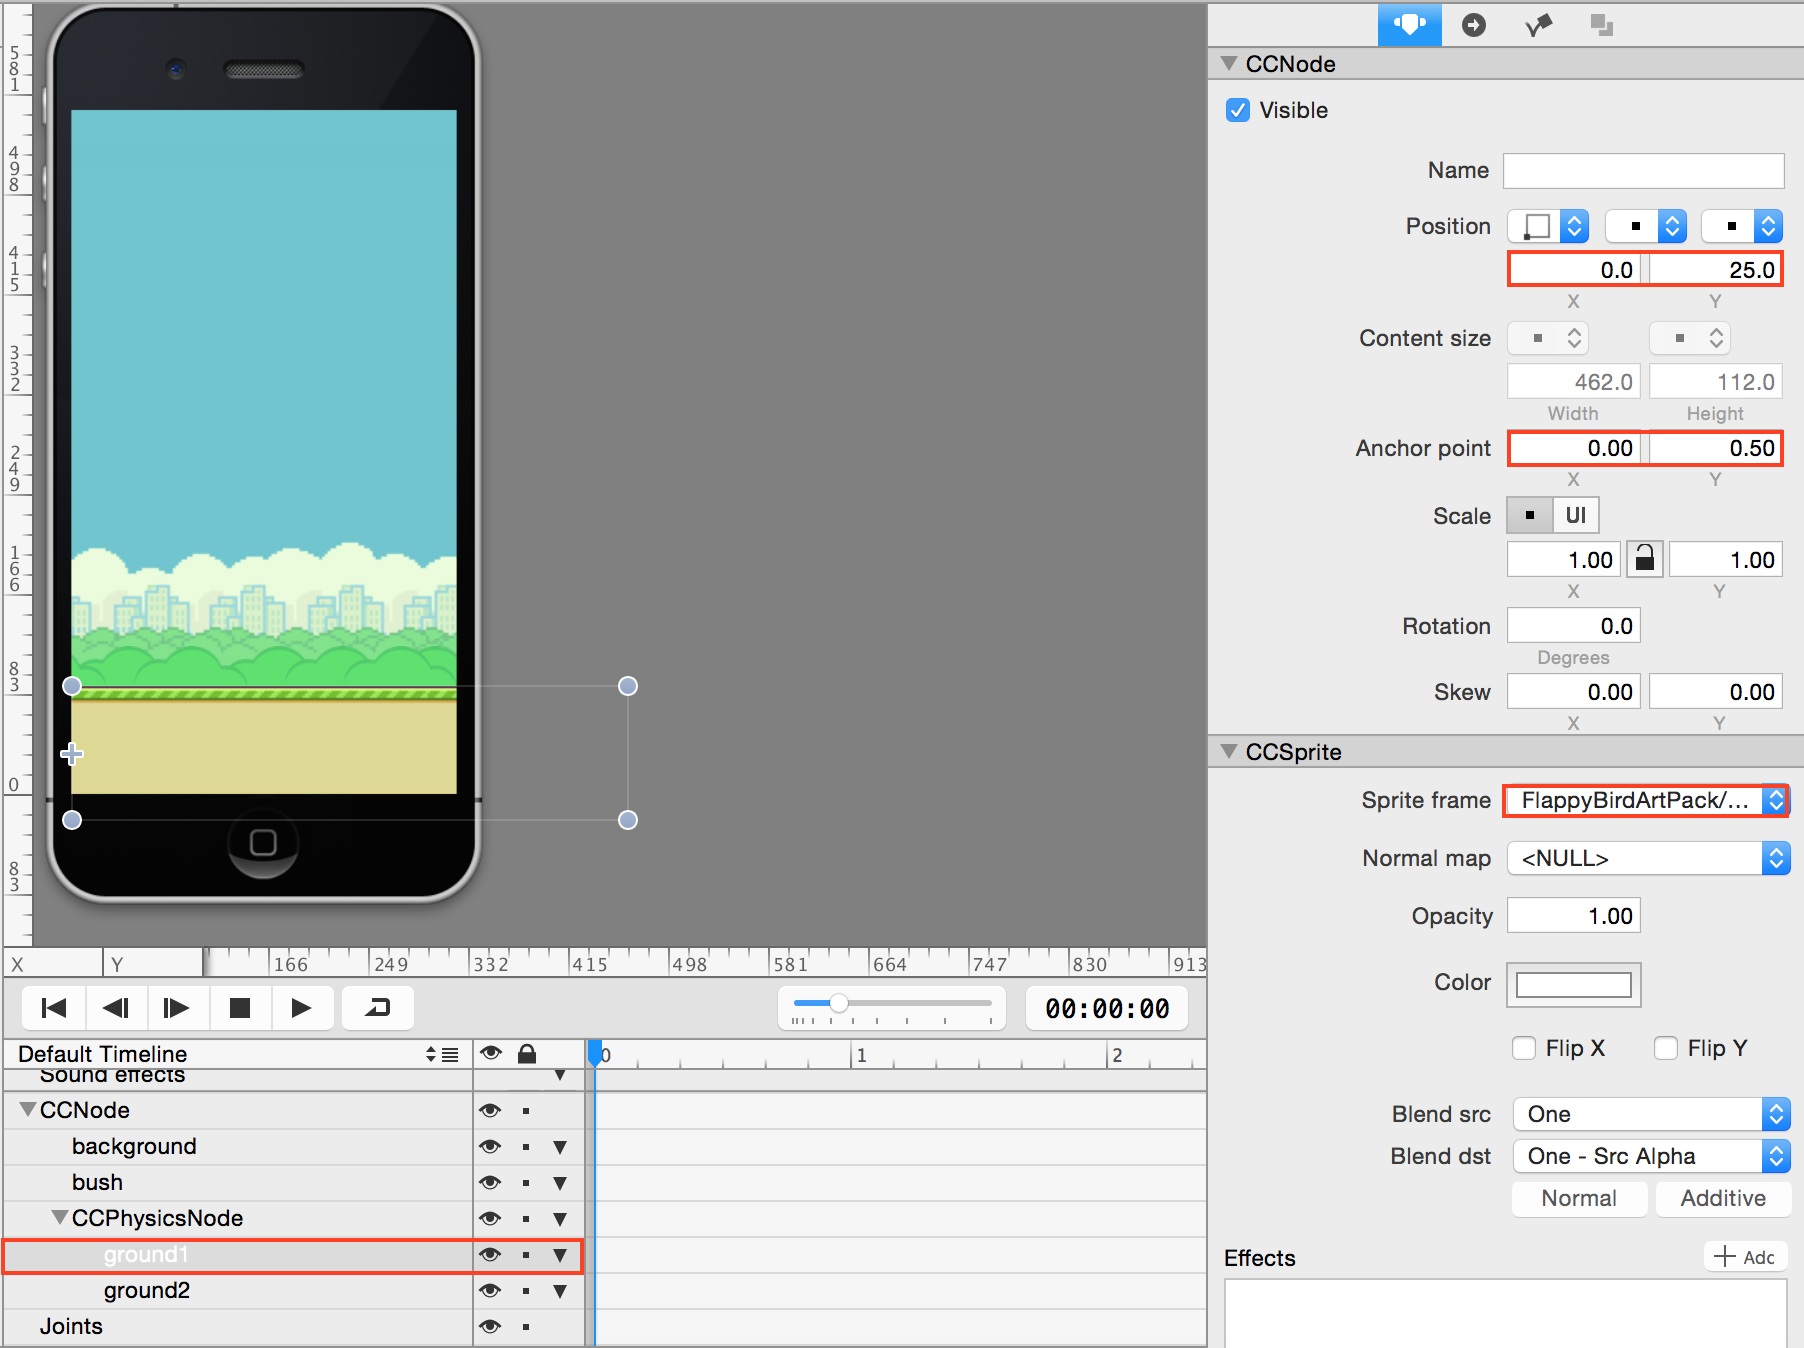 581
498
415
332
249
166
83
0
83
X Y 166 249 332 415 498 581 664 747 830 913
00:00:00
Default Timeline 0 1 2
Sound effects
CCNode
background
bush
CCPhysicsNode
ground1
ground2
Joints
CCNode
Visible
Name
Position
0.0 25.0
X Y
Content size
462.0 112.0
Width Height
Anchor point 0.00 0.50
X Y
Scale UI
1.00 1.00
X Y
Rotation 0.0
Degrees
Skew 0.00 0.00
X Y
CCSprite
Sprite frame FlappyBirdArtPack/...
Normal map <NULL>
Opacity 1.00
Color
Flip X Flip Y
Blend src One
Blend dst One - Src Alpha
Normal Additive
Effects Add